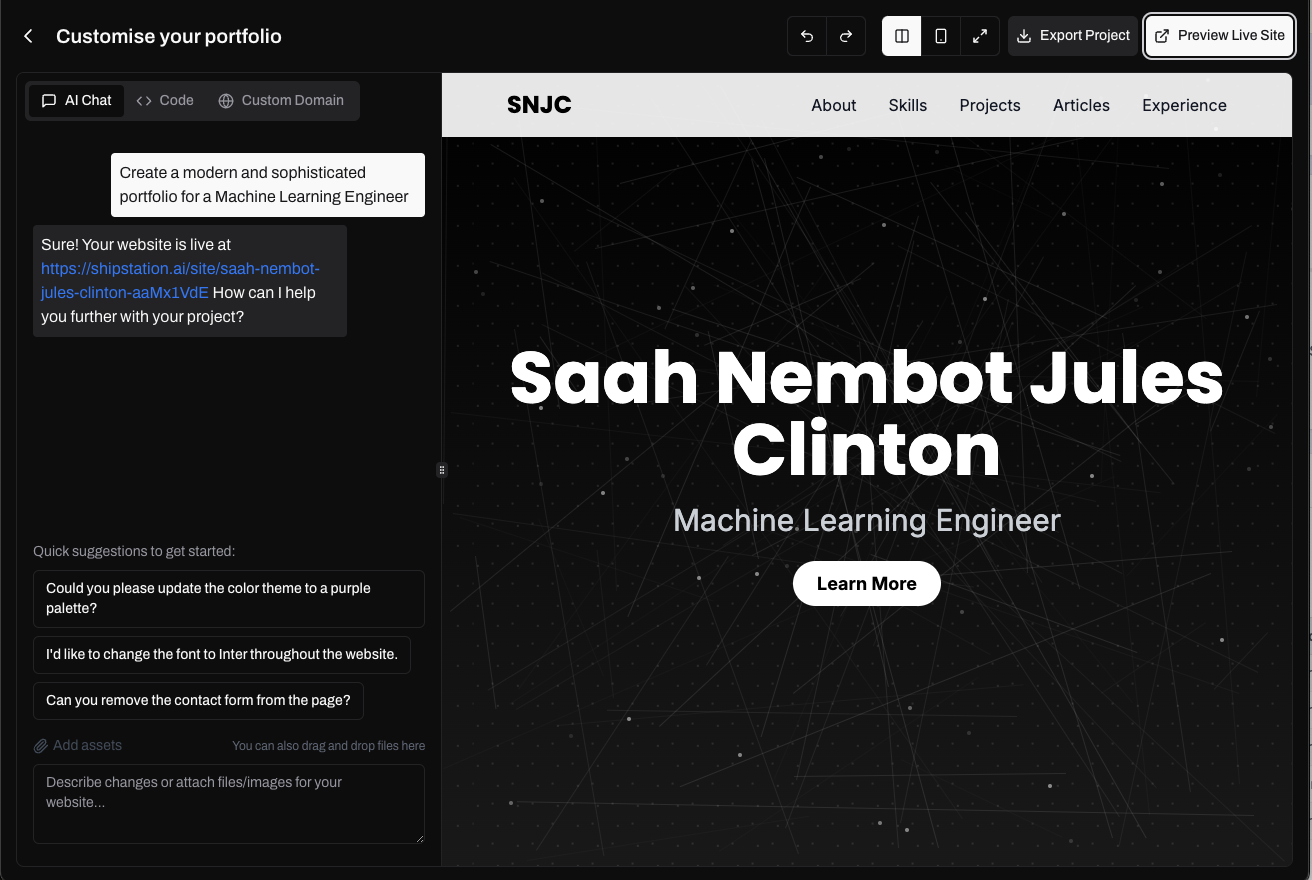 Customise your portfolio
Export Project
Preview Live Site
AI Chat
Code
Custom Domain
Create a modern and sophisticated
portfolio for a Machine Learning Engineer
Sure! Your website is live at
https://shipstation.ai/site/saah-nembot-
jules-clinton-aaMx1VdE How can I help
you further with your project?
Quick suggestions to get started:
Could you please update the color theme to a purple
palette?
I'd like to change the font to Inter throughout the website.
Can you remove the contact form from the page?
Add assets
You can also drag and drop files here
Describe changes or attach files/images for your
website...
SNJC
About
Skills
Projects
Articles
Experience
Saah Nembot Jules
Clinton
Machine Learning Engineer
Learn More